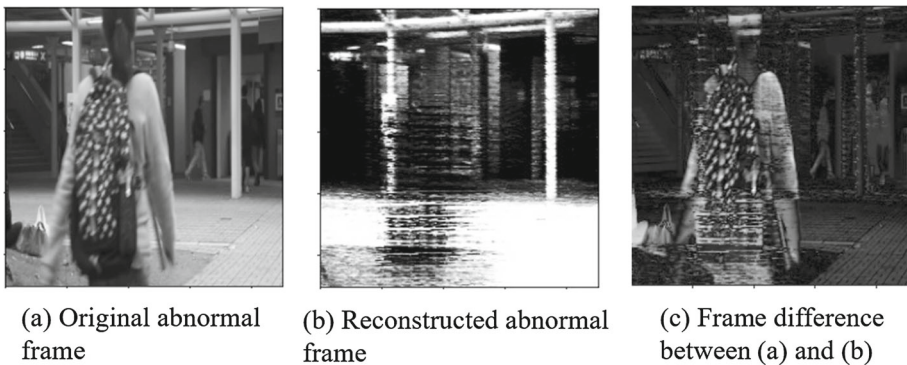 (a) Original abnormal
frame
(b) Reconstructed abnormal
frame
(c) Frame difference
between (a) and (b)